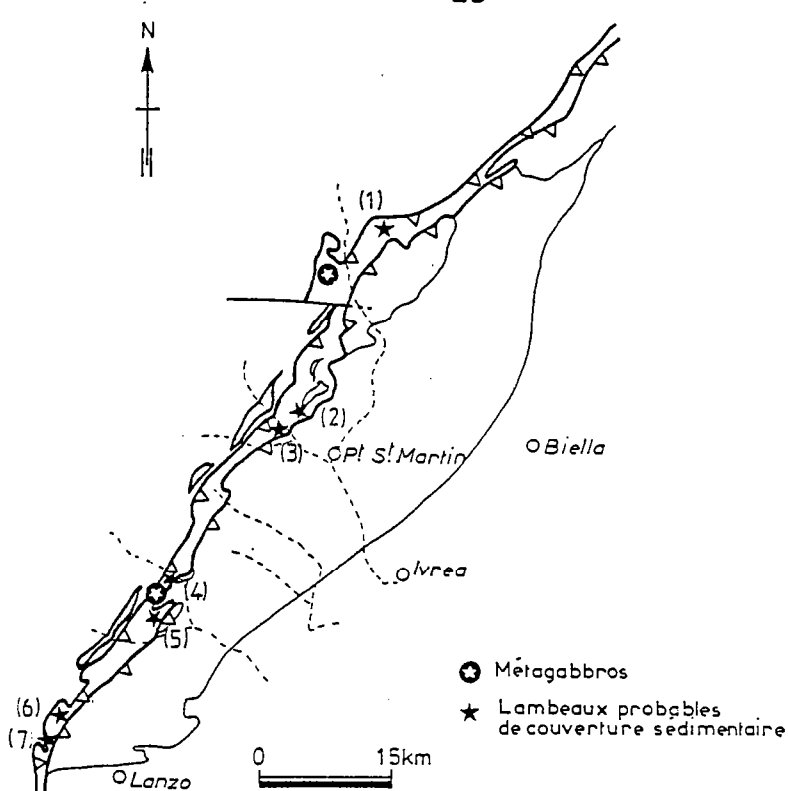 N
(1)
(2)
(3)
Pt St Martin
Biella
Ivrea
(4)
(5)
(6)
(7)
Métagabbros
Lambeaux probables
de couverture sédimentaire
0 15km
Lanzo